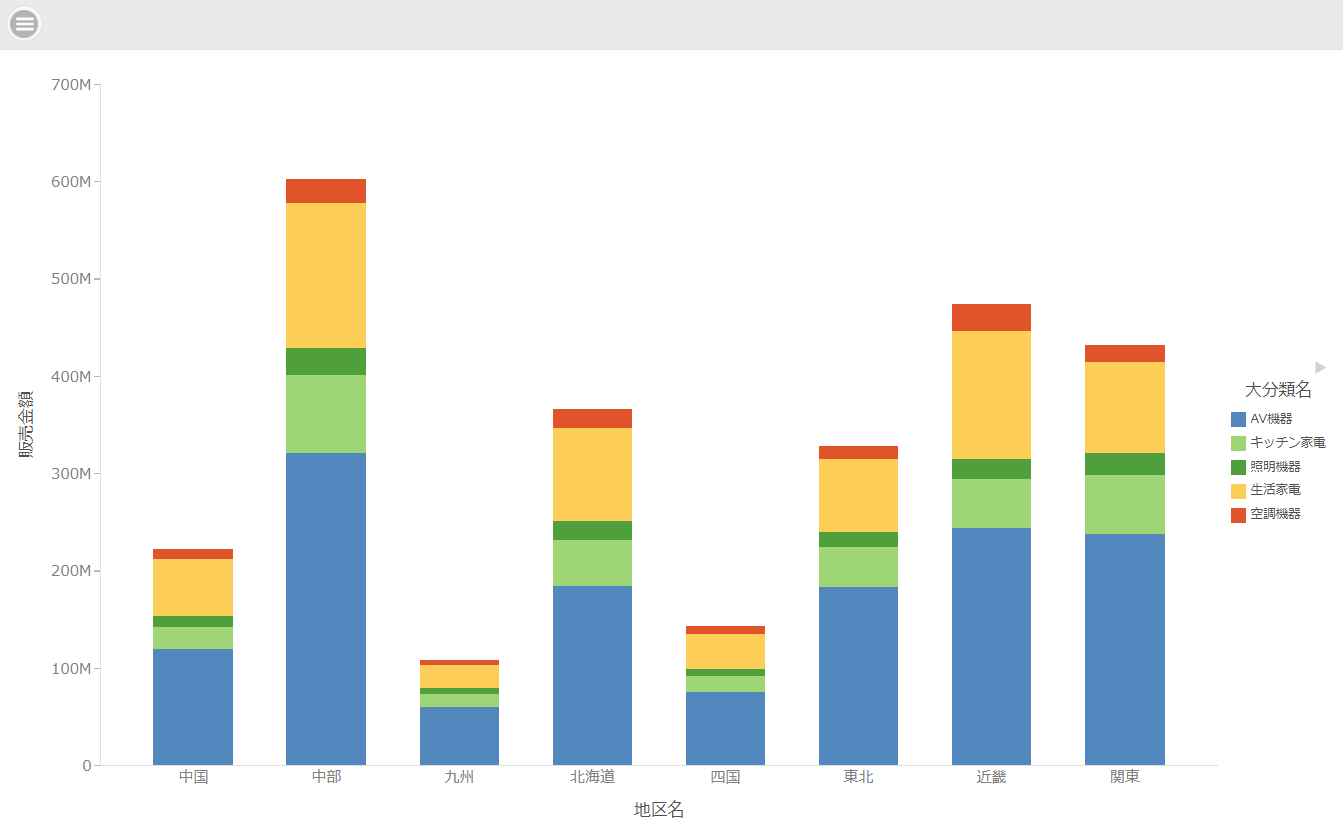 700M
600M
500M
400M
300M
200M
100M
0
販売金額
中国
中部
九州
北海道
四国
東北
近畿
関東
地区名
大分類名
AV機器
キッチン家電
照明機器
生活家電
空調機器